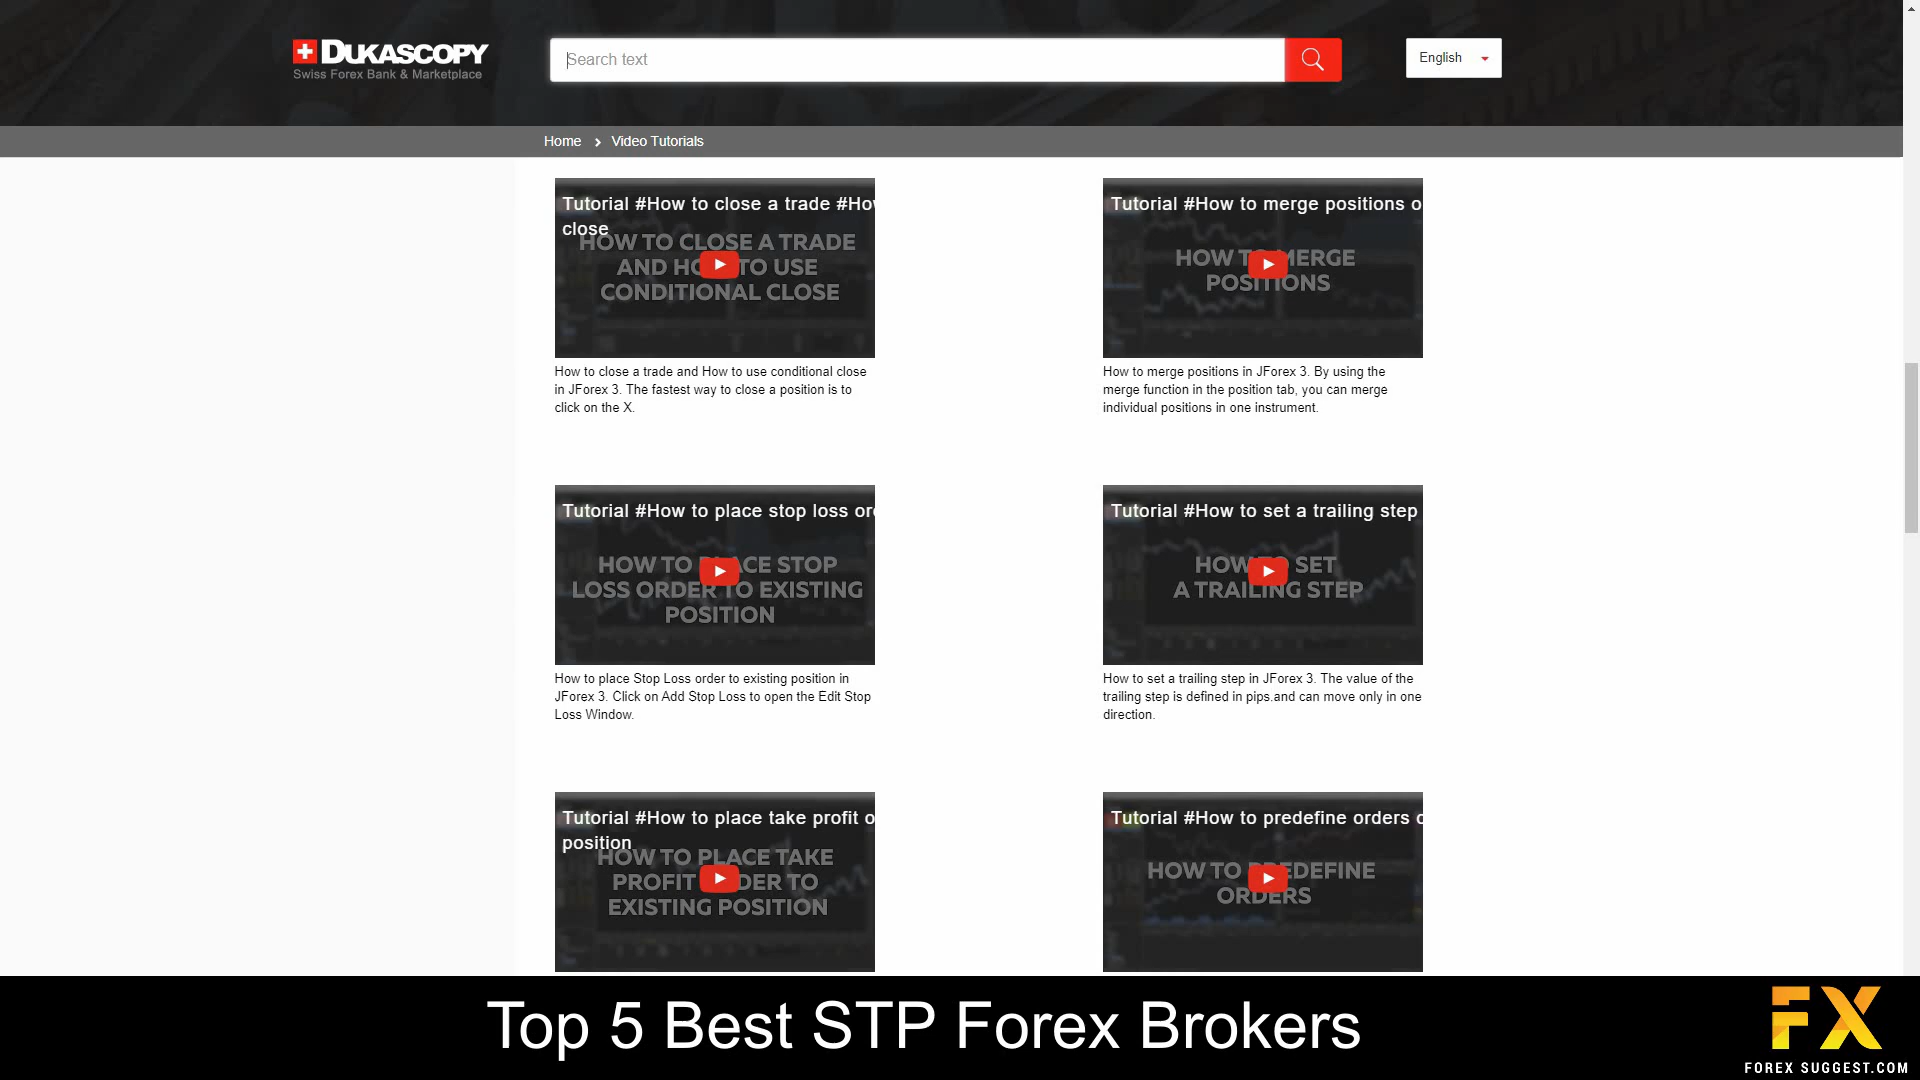 DUKASCOPY
Swiss Forex Bank & Marketplace
Search text
English
Home
Video Tutorials
Tutorial #How to close a trade #How
close
HOW TO CLOSE A TRADE
AND HOW TO USE
CONDITIONAL CLOSE
How to close a trade and How to use conditional close
in JForex 3. The fastest way to close a position is to
click on the X.
Tutorial #How to merge positions o
HOW TO MERGE
POSITIONS
How to merge positions in JForex 3. By using the
merge function in the position tab, you can merge
individual positions in one instrument.
Tutorial #How to place stop loss ord
HOW TO PLACE STOP
LOSS ORDER TO EXISTING
POSITION
How to place Stop Loss order to existing position in
JForex 3. Click on Add Stop Loss to open the Edit Stop
Loss Window.
Tutorial #How to set a trailing step
HOW TO SET
A TRAILING STEP
How to set a trailing step in JForex 3. The value of the
trailing step is defined in pips.and can move only in one
direction.
Tutorial #How to place take profit o
position
HOW TO PLACE TAKE
PROFIT ORDER TO
EXISTING POSITION
Tutorial #How to predefine orders o
HOW TO PREDEFINE
ORDERS
Top 5 Best STP Forex Brokers
FX
FOREX SUGGEST.COM